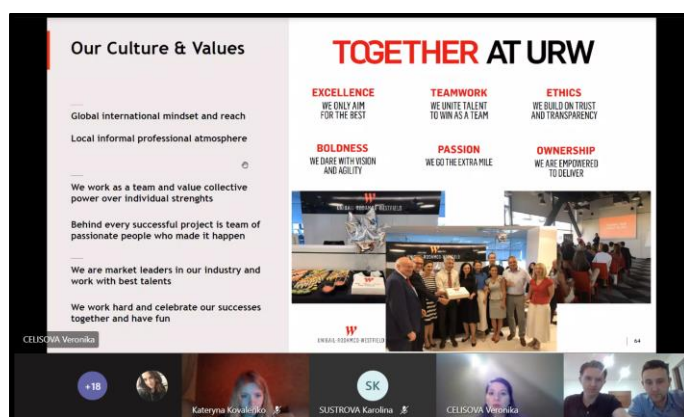 Our Culture & Values
Global international mindset and reach
Local informal professional atmosphere
We work as a team and value collective
power over individual strenghts
Behind every successful project is team of
passionate people who made it happen
We are market leaders in our industry and
work with best talents
We work hard and celebrate our successes
together and have fun
TOGETHER AT URW
EXCELLENCE
WE ONLY AIM
FOR THE BEST
TEAMWORK
WE UNITE TALENT
TO WIN AS A TEAM
ETHICS
WE BUILD ON TRUST
AND TRANSPARENCY
BOLDNESS
WE DARE WITH VISION
AND AGILITY
PASSION
WE GO THE EXTRA MILE
OWNERSHIP
WE ARE EMPOWERED
TO DELIVER
UNIBAIL-RODAMCO-WESTFIELD
64
CELISOVA Veronika
+18
Kateryna Kovalenko
SK
SUSTROVA Karolina
CELISOVA Veronika